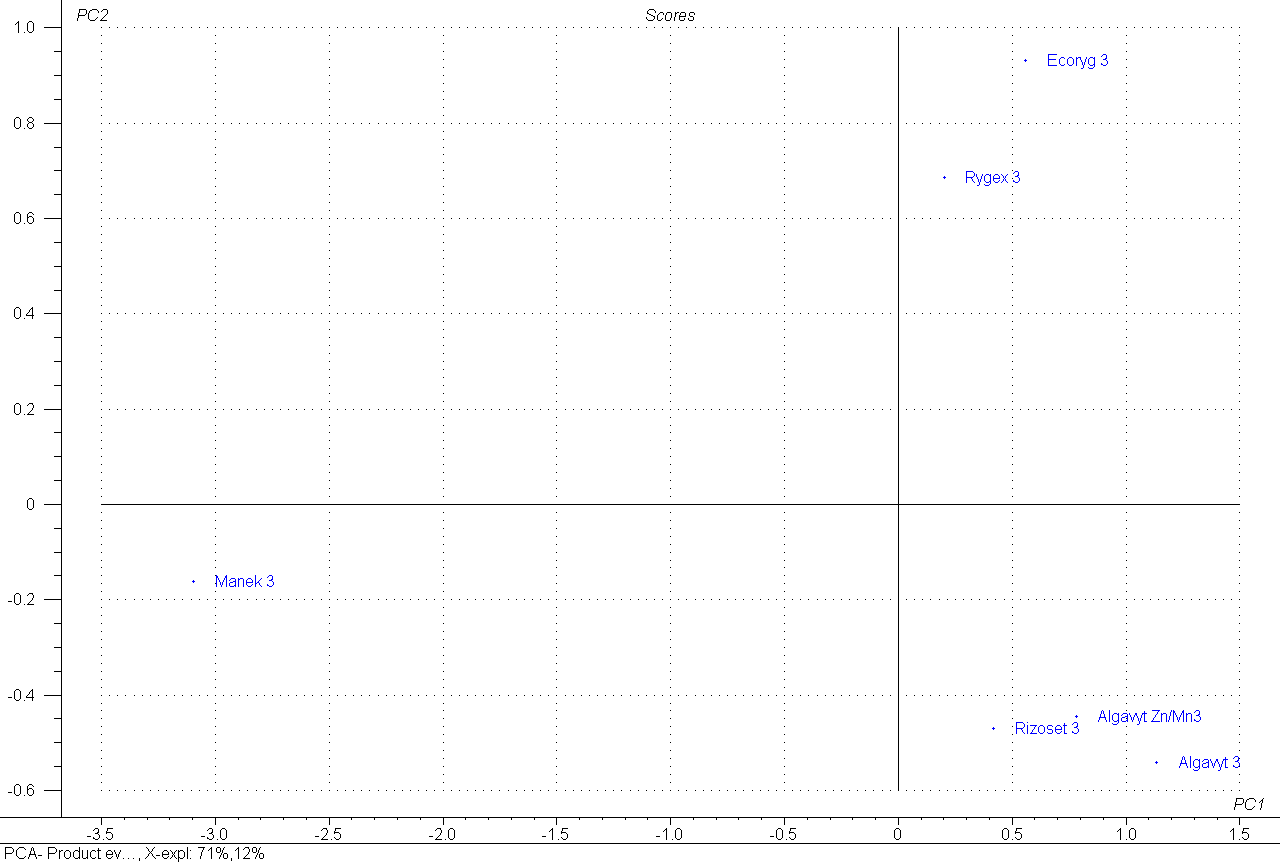 PC2 Scores
1.0
Ecoryg 3
0.8
Rygex 3
0.6
0.4
0.2
0
Manek 3
-0.2
-0.4
Algavyt Zn/Mn3
Rizoset 3
Algavyt 3
-0.6
PC1
-3.5 -3.0 -2.5 -2.0 -1.5 -1.0 -0.5 0 0.5 1.0 1.5
PCA- Product ev…, X-expl: 71%,12%